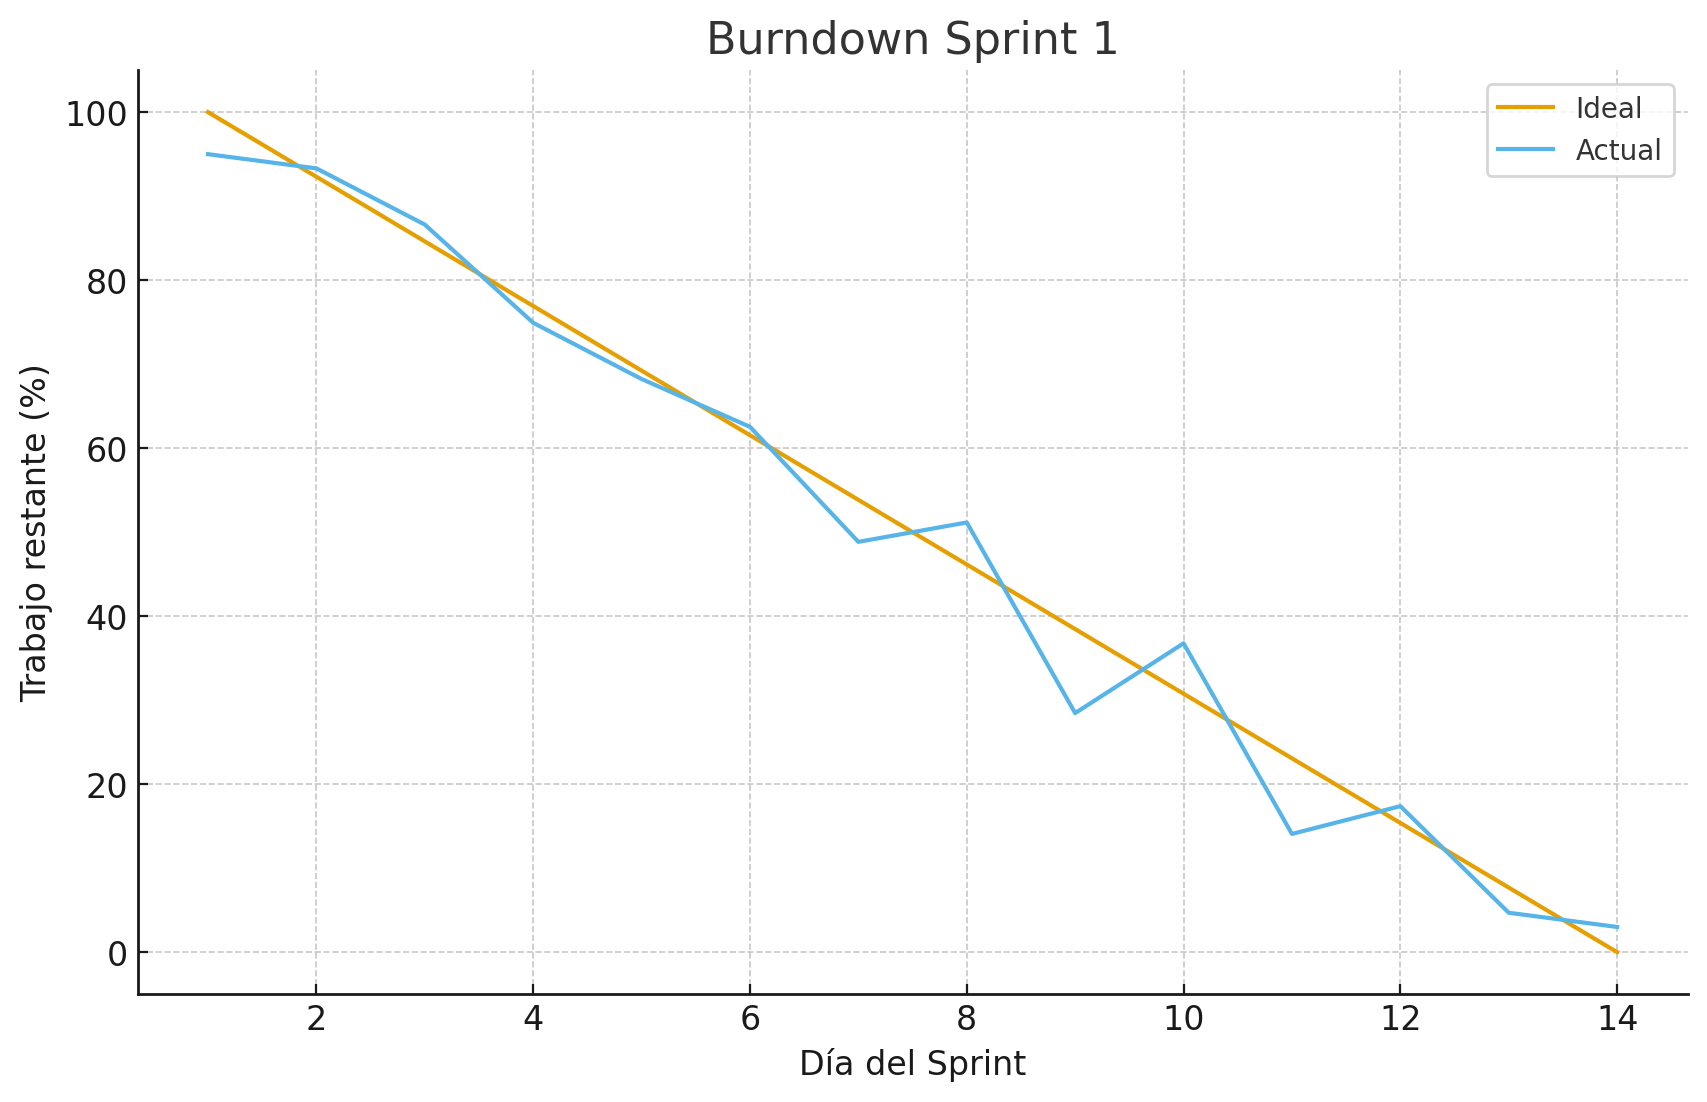 Burndown Sprint 1
Ideal
Actual
Trabajo restante (%)
100
80
60
40
20
0
2 4 6 8 10 12 14
Día del Sprint